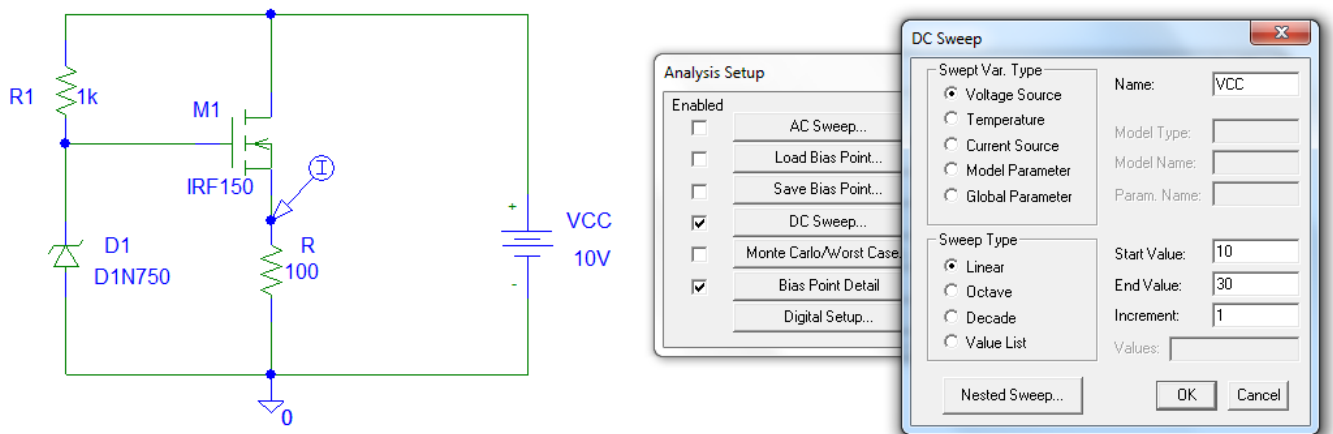 R1
1k
M1
IRF150
I
D1
D1N750
R
100
+
VCC
10V
-
0
Analysis Setup
Enabled
AC Sweep...
Load Bias Point...
Save Bias Point...
DC Sweep...
Monte Carlo/Worst Case.
Bias Point Detail
Digital Setup...
DC Sweep
Swept Var. Type
Voltage Source
Temperature
Current Source
Model Parameter
Global Parameter
Name: VCC
Model Type:
Model Name:
Param. Name:
Sweep Type
Linear
Octave
Decade
Value List
Start Value: 10
End Value: 30
Increment: 1
Values:
Nested Sweep...
OK
Cancel